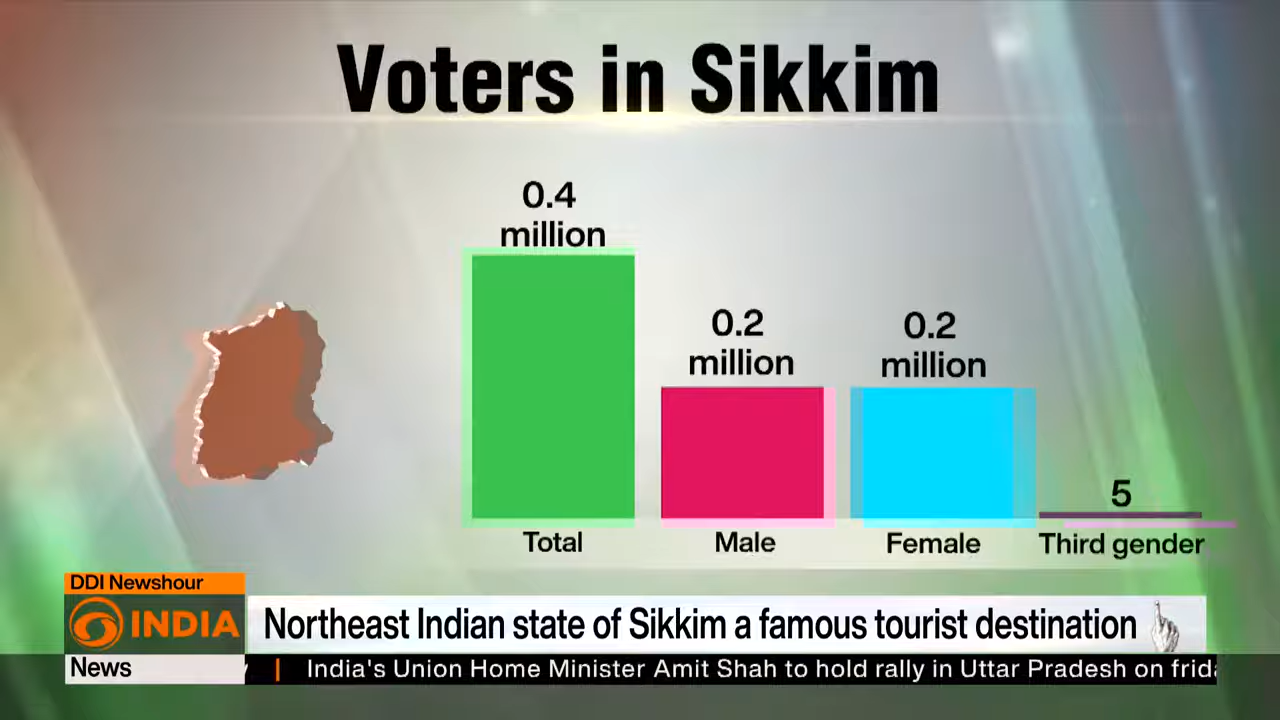 Voters in Sikkim
0.4
million
0.2
million
0.2
million
5
Total
Male
Female
Third gender
DDI Newshour
INDIA
Northeast Indian state of Sikkim a famous tourist destination
News
| India's Union Home Minister Amit Shah to hold rally in Uttar Pradesh on frida